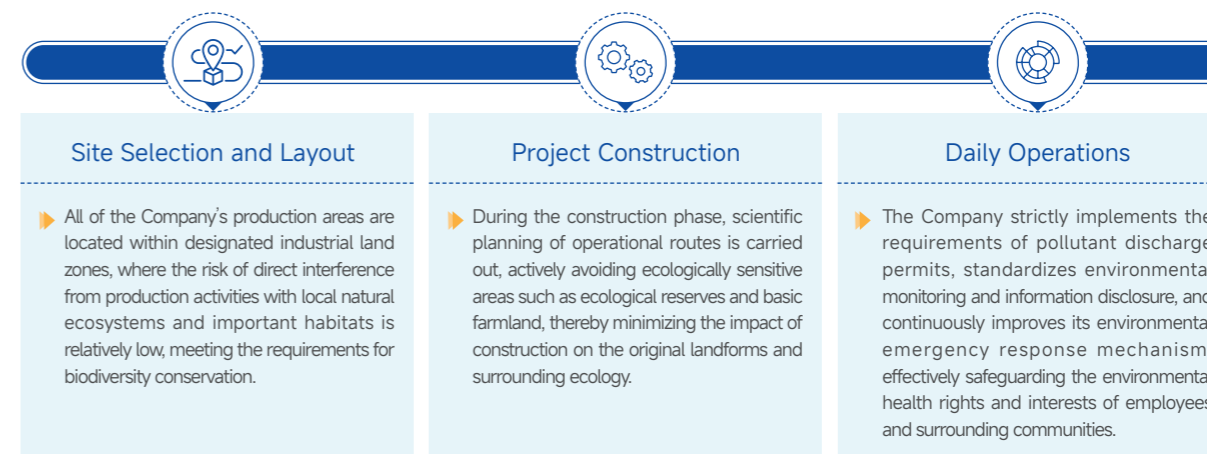 Site Selection and Layout
All of the Company's production areas are
located within designated industrial land
zones, where the risk of direct interference
from production activities with local natural
ecosystems and important habitats is
relatively low, meeting the requirements for
biodiversity conservation.
Project Construction
During the construction phase, scientific
planning of operational routes is carried
out, actively avoiding ecologically sensitive
areas such as ecological reserves and basic
farmland, thereby minimizing the impact of
construction on the original landforms and
surrounding ecology.
Daily Operations
The Company strictly implements the
requirements of pollutant discharge
permits, standardizes environmenta
monitoring and information disclosure, and
continuously improves its environmenta
emergency response mechanism
effectively safeguarding the environmenta
health rights and interests of employees
and surrounding communities.